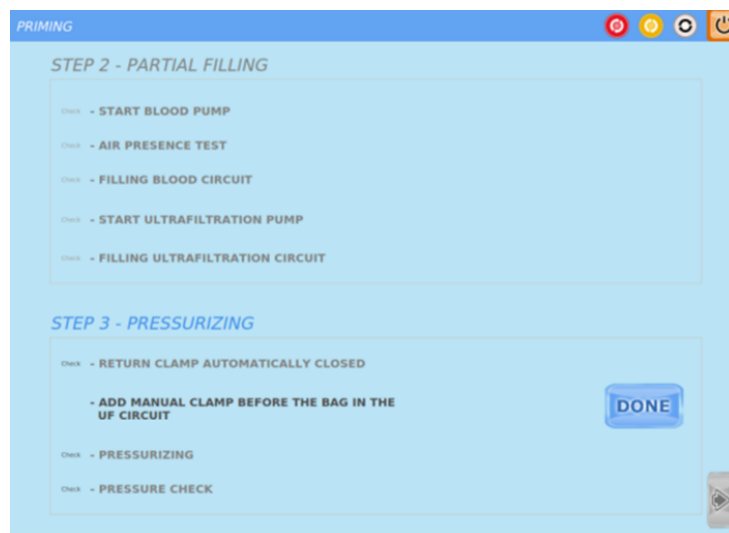 PRIMING
STEP 2 - PARTIAL FILLING
Check - START BLOOD PUMP
Check - AIR PRESENCE TEST
Check - FILLING BLOOD CIRCUIT
Check - START ULTRAFILTRATION PUMP
Check - FILLING ULTRAFILTRATION CIRCUIT
STEP 3 - PRESSURIZING
Check - RETURN CLAMP AUTOMATICALLY CLOSED
- ADD MANUAL CLAMP BEFORE THE BAG IN THE
UF CIRCUIT
DONE
Check - PRESSURIZING
Check - PRESSURE CHECK